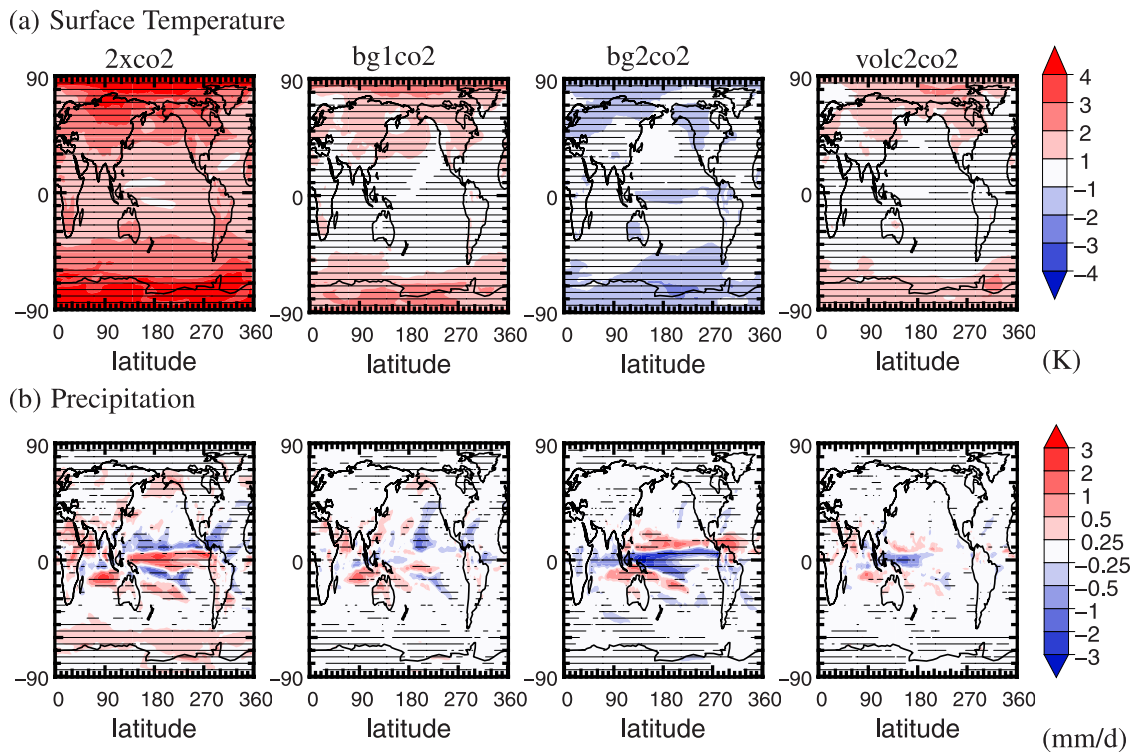 (a) Surface Temperature
2xco2 bg1co2 bg2co2 volc2co2
90 90 90 90
0 0 0 0
−90 −90 −90 −90
0 90 180 270 360 0 90 180 270 360 0 90 180 270 360 0 90 180 270 360
latitude latitude latitude latitude
4
3
2
1
−1
−2
−3
−4
(K)
(b) Precipitation
90 90 90 90
0 0 0 0
−90 −90 −90 −90
0 90 180 270 360 0 90 180 270 360 0 90 180 270 360 0 90 180 270 360
latitude latitude latitude latitude
3
2
1
0.5
0.25
−0.25
−0.5
−1
−2
−3
(mm/d)